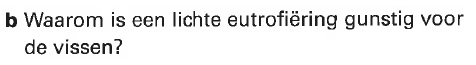 b Waarom is een lichte eutrofiëring gunstig voor
de vissen?